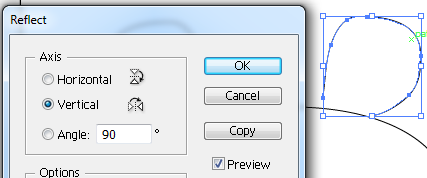 Reflect
Axis
Horizontal
Vertical
Angle: 90 °
OK
Cancel
Copy
Preview
Options